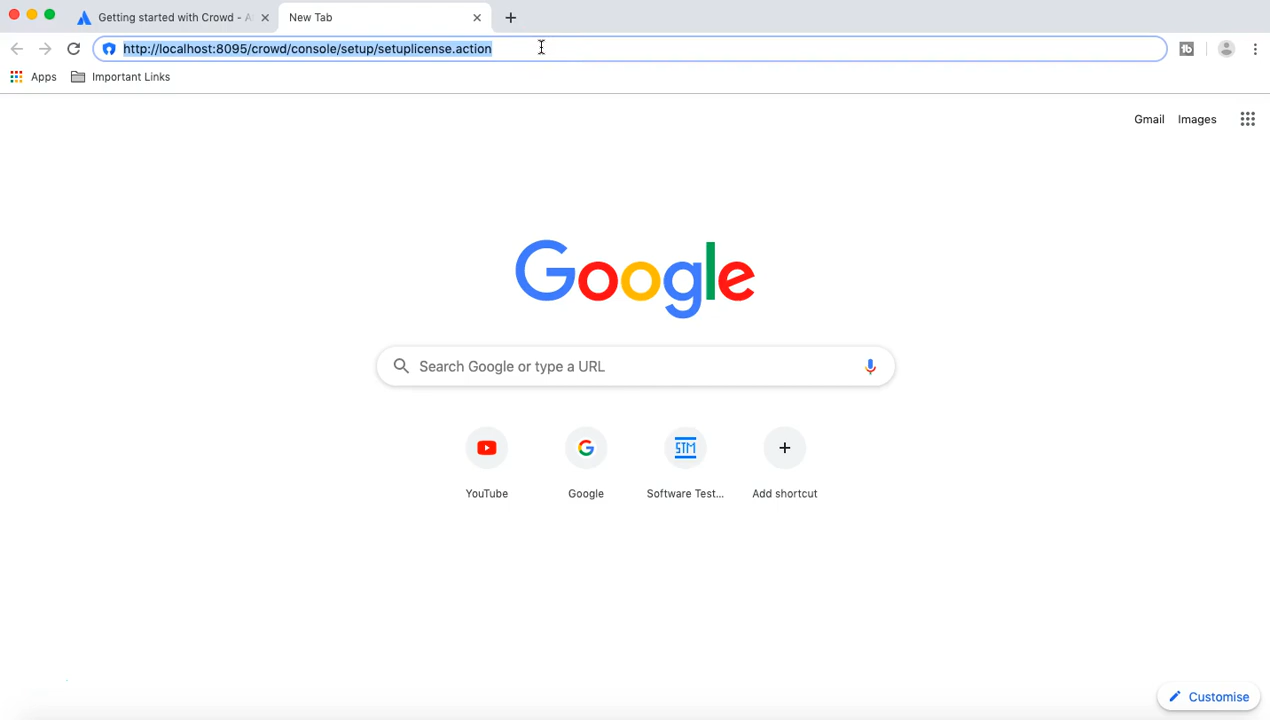 Getting started with Crowd - A
New Tab
http://localhost:8095/crowd/console/setup/setuplicense.action
Apps
Important Links
Gmail
Images
Google
Search Google or type a URL
STM
YouTube
Google
Software Test...
Add shortcut
Customise